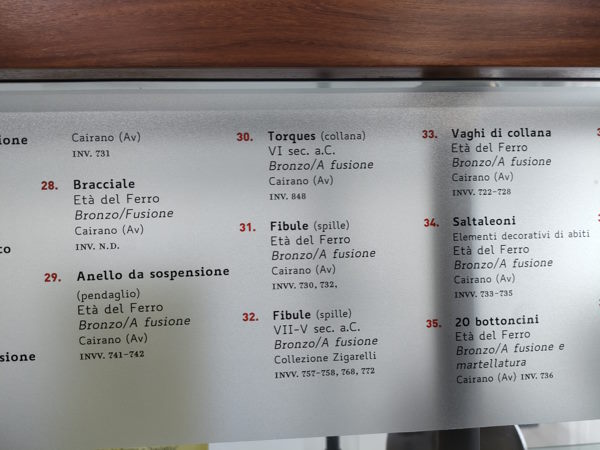 ione
co
sione
Cairano (Av)
INV. 731
28. Bracciale
Età del Ferro
Bronzo/Fusione
Cairano (Av)
INV. N.D.
29. Anello da sospensione
(pendaglio)
Età del Ferro
Bronzo/A fusione
Cairano (Av)
INVV. 741-742
30. Torques (collana)
VI sec. a.C.
Bronzo/A fusione
Cairano (Av)
INV. 848
31. Fibule (spille)
Età del Ferro
Bronzo/A fusione
Cairano (Av)
INVV. 730, 732,
32. Fibule (spille)
VII-V sec. a.C.
Bronzo/A fusione
Collezione Zigarelli
INVV. 757-758, 768, 772
33. Vaghi di collana
Età del Ferro
Bronzo/A fusione
Cairano (Av)
INVV. 722-728
34. Saltaleoni
Elementi decorativi di abiti
Età del Ferro
Bronzo/A fusione
Cairano (Av)
INVV. 733-735
35. 20 bottoncini
Età del Ferro
Bronzo/A fusione e
martellatura
Cairano (Av) INV. 736